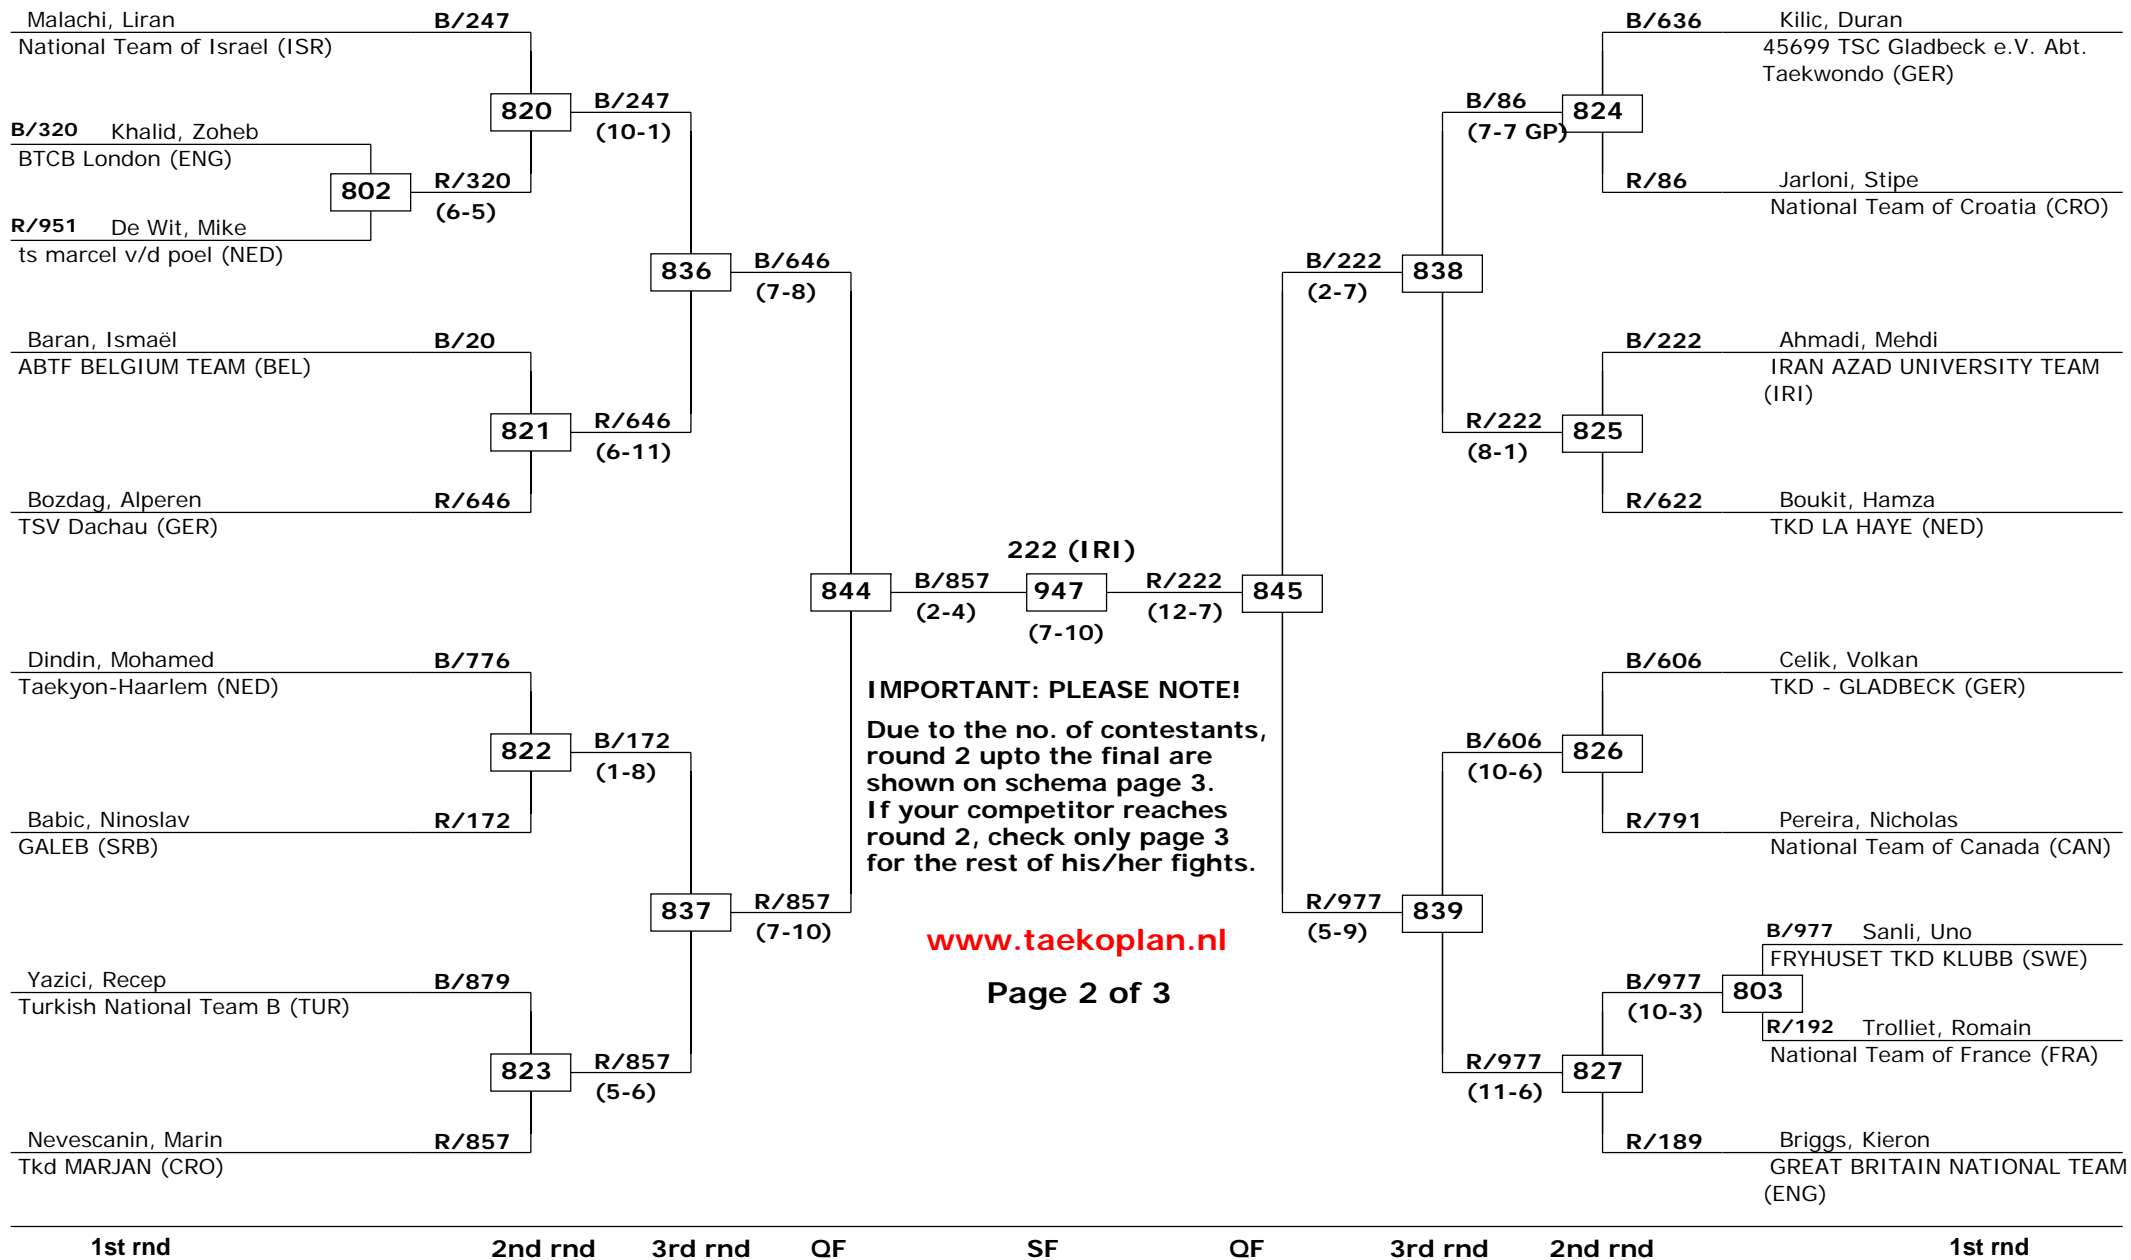 Malachi, Liran B/247
National Team of Israel (ISR)
B/320 Khalid, Zoheb
BTCB London (ENG)
802
R/320
(6-5)
R/951 De Wit, Mike
ts marcel v/d poel (NED)
820
B/247
(10-1)
Baran, Ismaël B/20
ABTF BELGIUM TEAM (BEL)
821
R/646
(6-11)
Bozdag, Alperen R/646
TSV Dachau (GER)
836
B/646
(7-8)
Dindin, Mohamed B/776
Taekyon-Haarlem (NED)
822
B/172
(1-8)
Babic, Ninoslav R/172
GALEB (SRB)
837
R/857
(7-10)
Yazici, Recep B/879
Turkish National Team B (TUR)
823
R/857
(5-6)
Nevescanin, Marin R/857
Tkd MARJAN (CRO)
844
B/857
(2-4)
222 (IRI)
947
(7-10)
R/222
(12-7)
845
IMPORTANT: PLEASE NOTE!
Due to the no. of contestants,
round 2 upto the final are
shown on schema page 3.
If your competitor reaches
round 2, check only page 3
for the rest of his/her fights.
www.taekoplan.nl
Page 2 of 3
B/636 Kilic, Duran
45699 TSC Gladbeck e.V. Abt.
Taekwondo (GER)
B/86
(7-7 GP)
824
R/86 Jarloni, Stipe
National Team of Croatia (CRO)
B/222
(2-7)
838
B/222 Ahmadi, Mehdi
IRAN AZAD UNIVERSITY TEAM
(IRI)
R/222
(8-1)
825
R/622 Boukit, Hamza
TKD LA HAYE (NED)
B/606 Celik, Volkan
TKD - GLADBECK (GER)
B/606
(10-6)
826
R/791 Pereira, Nicholas
National Team of Canada (CAN)
R/977
(5-9)
839
B/977 Sanli, Uno
FRYHUSET TKD KLUBB (SWE)
B/977
(10-3)
803
R/192 Trolliet, Romain
National Team of France (FRA)
R/977
(11-6)
827
R/189 Briggs, Kieron
GREAT BRITAIN NATIONAL TEAM
(ENG)
1st rnd 2nd rnd 3rd rnd QF SF QF 3rd rnd 2nd rnd 1st rnd